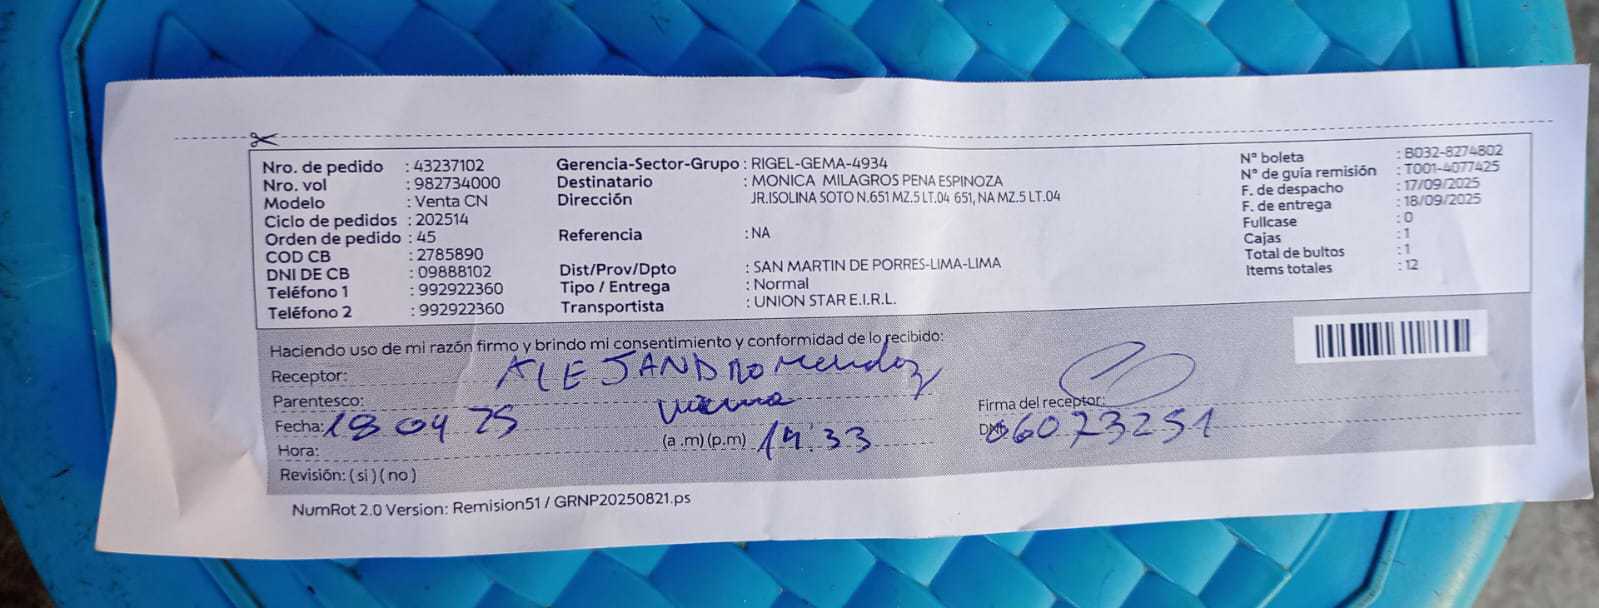 Nro. de pedido : 43237102
Nro. vol : 982734000
Modelo : Venta CN
Ciclo de pedidos : 202514
Orden de pedido : 45
COD CB : 2785890
DNI DE CB : 09888102
Teléfono 1 : 992922360
Teléfono 2 : 992922360
Gerencia-Sector-Grupo : RIGEL-GEMA-4934
Destinatario : MONICA MILAGROS PENA ESPINOZA
Dirección : JR.ISOLINA SOTO N.651 MZ.5 LT.04 651, NA MZ.5 LT.04
Referencia : NA
Dist/Prov/Dpto : SAN MARTIN DE PORRES-LIMA-LIMA
Tipo / Entrega : Normal
Transportista : UNION STAR E.I.R.L.
N° boleta : B032-8274802
N° de guía remisión : T001-4077425
F. de despacho : 17/09/2025
F. de entrega : 18/09/2025
Fullcase : 0
Cajas : 1
Total de bultos : 1
Items totales : 12
Haciendo uso de mi razón firmo y brindo mi consentimiento y conformidad de lo recibido:
Receptor: ALEJANDRO Mendoz
Parentesco:
Fecha: 18 09 25
Hora: (a .m) (p.m) 14:33
Revisión: ( si ) ( no )
Firma del receptor:
DNI: 06073251
NumRot 2.0 Version: Remision51 / GRNP20250821.ps